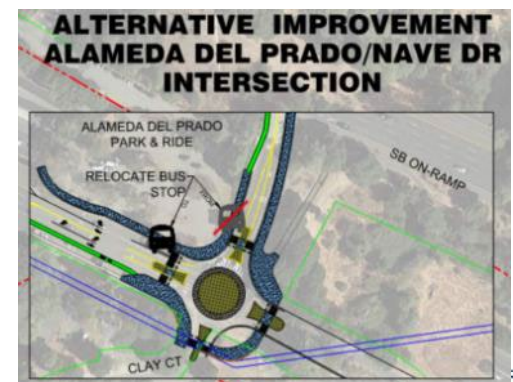 ALTERNATIVE IMPROVEMENT
ALAMEDA DEL PRADO/NAVE DR
INTERSECTION
ALAMEDA DEL PRADO
PARK & RIDE
RELOCATE BUS
STOP
SB ON-RAMP
CLAY CT